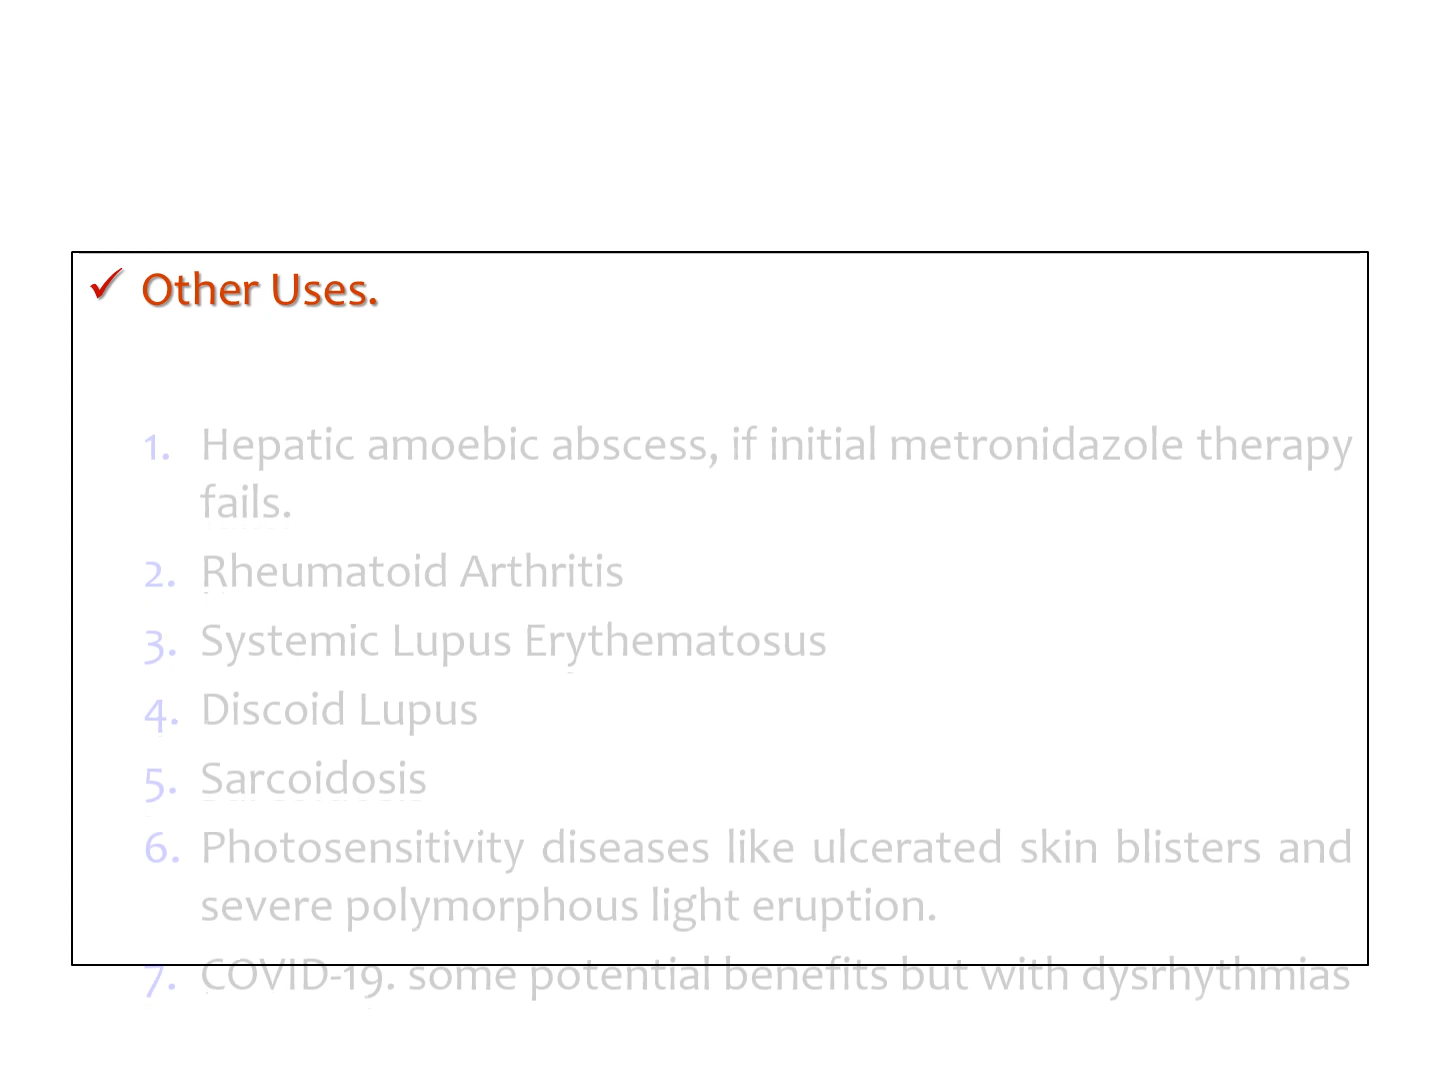 ✓ Other Uses.
1. Hepatic amoebic abscess, if initial metronidazole therapy
fails.
2. Rheumatoid Arthritis
3. Systemic Lupus Erythematosus
4. Discoid Lupus
5. Sarcoidosis
6. Photosensitivity diseases like ulcerated skin blisters and
severe polymorphous light eruption.
7. COVID-19. some potential benefits but with dysrhythmias